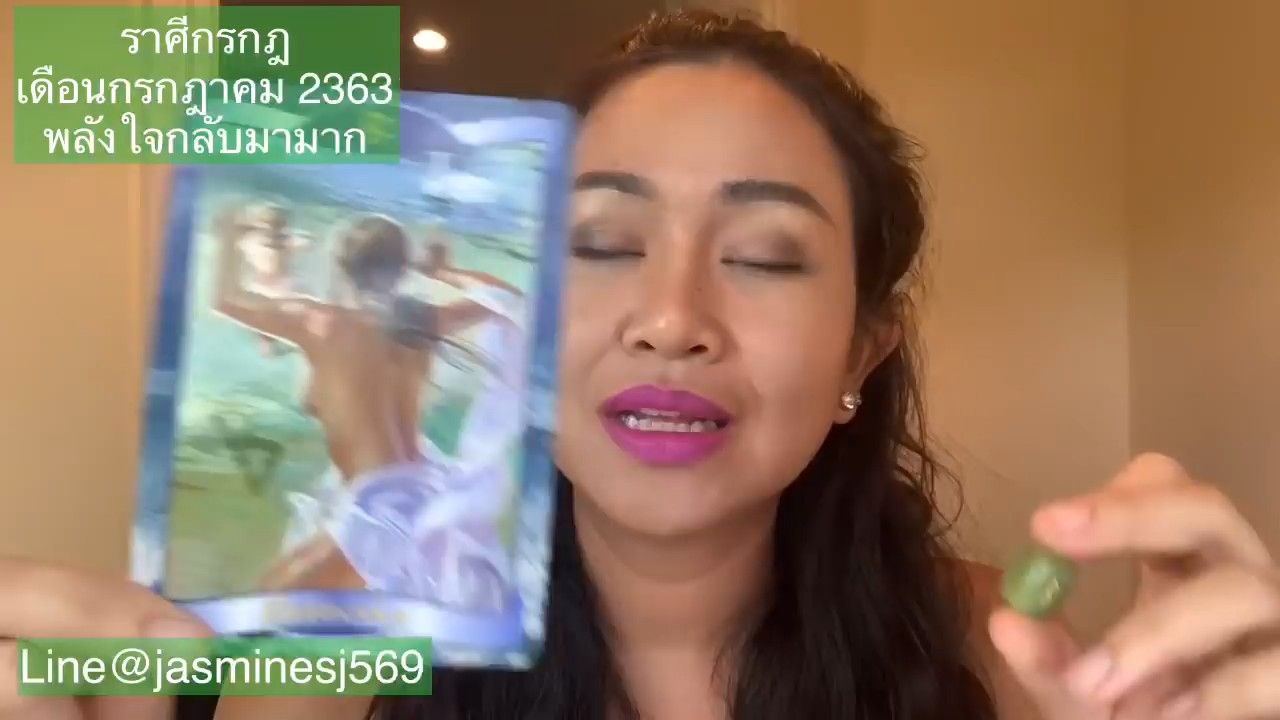 ราศีกรกฎ
เดือนกรกฎาคม 2363
พลังใจกลับมามาก
Line@jasminesj569